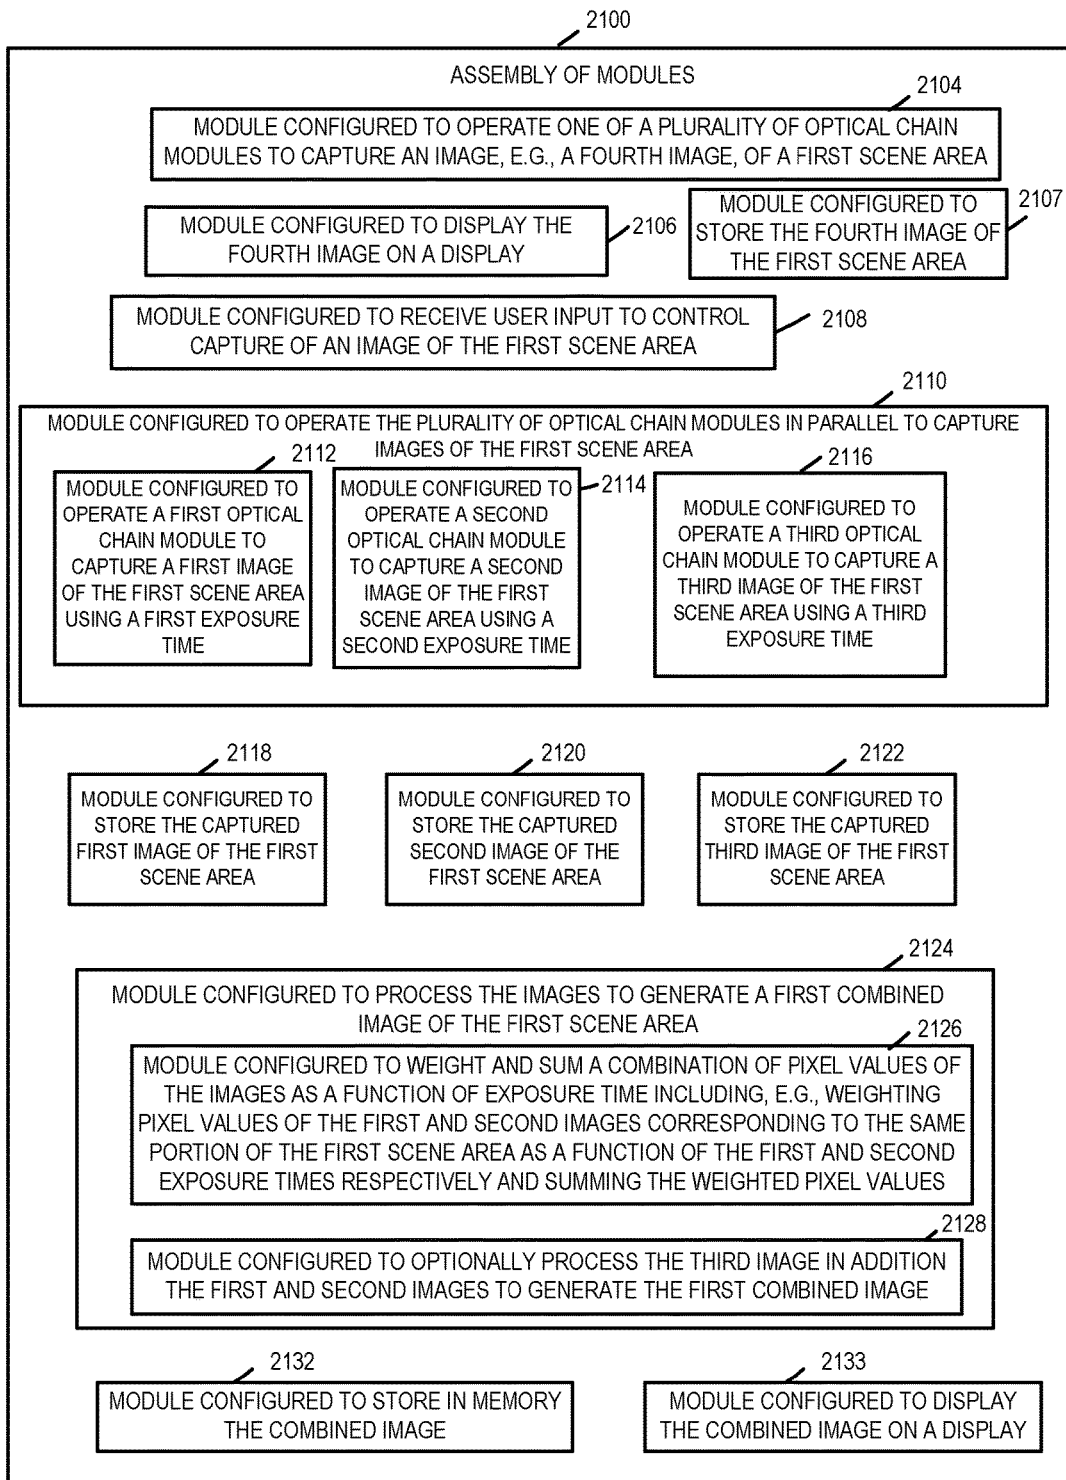 2100
ASSEMBLY OF MODULES
2104
MODULE CONFIGURED TO OPERATE ONE OF A PLURALITY OF OPTICAL CHAIN
MODULES TO CAPTURE AN IMAGE, E.G., A FOURTH IMAGE, OF A FIRST SCENE AREA
MODULE CONFIGURED TO DISPLAY THE
FOURTH IMAGE ON A DISPLAY
2106
MODULE CONFIGURED TO
STORE THE FOURTH IMAGE OF
THE FIRST SCENE AREA
2107
MODULE CONFIGURED TO RECEIVE USER INPUT TO CONTROL
CAPTURE OF AN IMAGE OF THE FIRST SCENE AREA
2108
2110
MODULE CONFIGURED TO OPERATE THE PLURALITY OF OPTICAL CHAIN MODULES IN PARALLEL TO CAPTURE
IMAGES OF THE FIRST SCENE AREA
2112
MODULE CONFIGURED TO
OPERATE A FIRST OPTICAL
CHAIN MODULE TO
CAPTURE A FIRST IMAGE
OF THE FIRST SCENE AREA
USING A FIRST EXPOSURE
TIME
2114
MODULE CONFIGURED TO
OPERATE A SECOND
OPTICAL CHAIN MODULE
TO CAPTURE A SECOND
IMAGE OF THE FIRST
SCENE AREA USING A
SECOND EXPOSURE TIME
2116
MODULE CONFIGURED TO
OPERATE A THIRD OPTICAL
CHAIN MODULE TO CAPTURE A
THIRD IMAGE OF THE FIRST
SCENE AREA USING A THIRD
EXPOSURE TIME
2118
MODULE CONFIGURED TO
STORE THE CAPTURED
FIRST IMAGE OF THE FIRST
SCENE AREA
2120
MODULE CONFIGURED TO
STORE THE CAPTURED
SECOND IMAGE OF THE
FIRST SCENE AREA
2122
MODULE CONFIGURED TO
STORE THE CAPTURED
THIRD IMAGE OF THE FIRST
SCENE AREA
2124
MODULE CONFIGURED TO PROCESS THE IMAGES TO GENERATE A FIRST COMBINED
IMAGE OF THE FIRST SCENE AREA
2126
MODULE CONFIGURED TO WEIGHT AND SUM A COMBINATION OF PIXEL VALUES OF
THE IMAGES AS A FUNCTION OF EXPOSURE TIME INCLUDING, E.G., WEIGHTING
PIXEL VALUES OF THE FIRST AND SECOND IMAGES CORRESPONDING TO THE SAME
PORTION OF THE FIRST SCENE AREA AS A FUNCTION OF THE FIRST AND SECOND
EXPOSURE TIMES RESPECTIVELY AND SUMMING THE WEIGHTED PIXEL VALUES
2128
MODULE CONFIGURED TO OPTIONALLY PROCESS THE THIRD IMAGE IN ADDITION
THE FIRST AND SECOND IMAGES TO GENERATE THE FIRST COMBINED IMAGE
2132
MODULE CONFIGURED TO STORE IN MEMORY
THE COMBINED IMAGE
2133
MODULE CONFIGURED TO DISPLAY
THE COMBINED IMAGE ON A DISPLAY